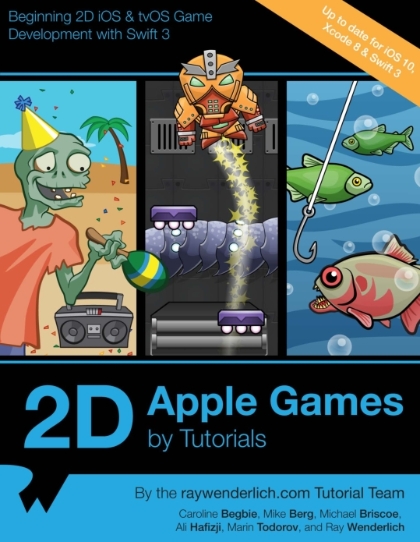 Beginning 2D iOS & tvOS Game
Development with Swift 3
Up to date for iOS 10,
Xcode 8 & Swift 3
2D
Apple Games
by Tutorials
By the raywenderlich.com Tutorial Team
Caroline Begbie, Mike Berg, Michael Briscoe,
Ali Hafizji, Marin Todorov, and Ray Wenderlich